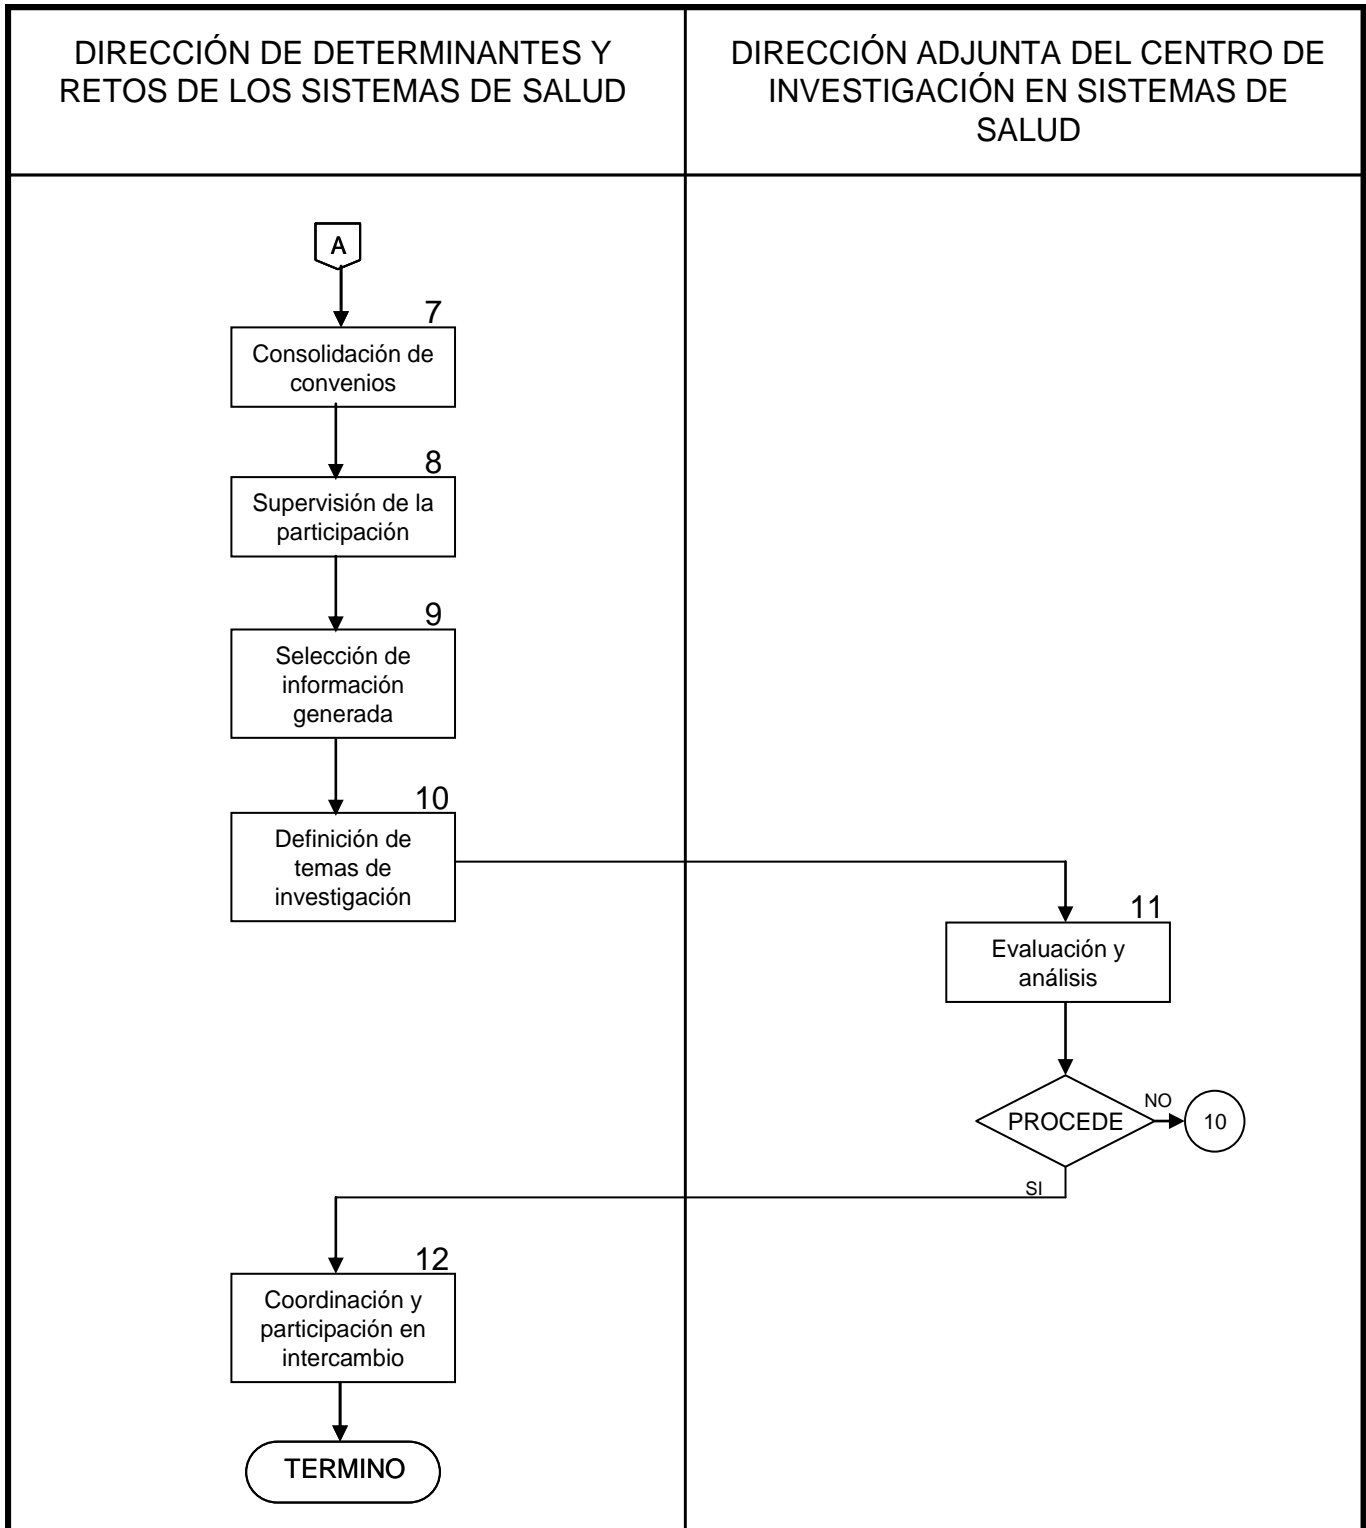 DIRECCIÓN DE DETERMINANTES Y
RETOS DE LOS SISTEMAS DE SALUD
DIRECCIÓN ADJUNTA DEL CENTRO DE
INVESTIGACIÓN EN SISTEMAS DE
SALUD
A
7
Consolidación de
convenios
8
Supervisión de la
participación
9
Selección de
información
generada
10
Definición de
temas de
investigación
11
Evaluación y
análisis
PROCEDE
NO
10
SI
12
Coordinación y
participación en
intercambio
TERMINO